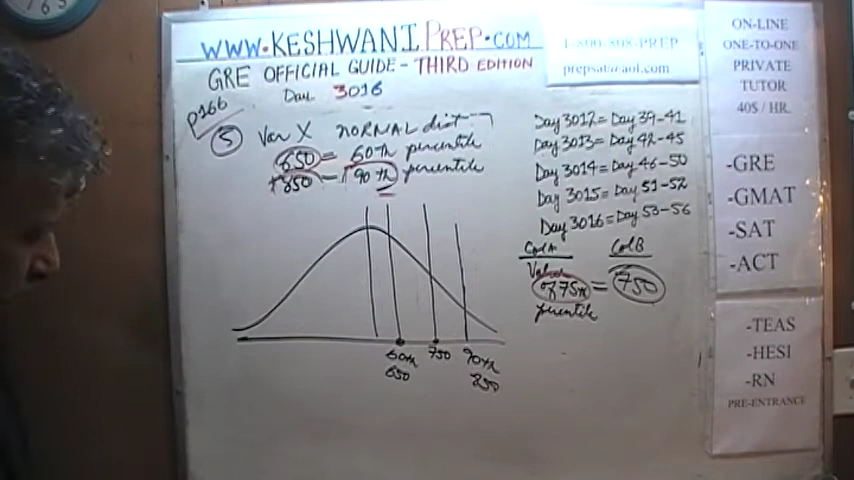 WWW.KESHWANIPREP.COM
1-800-808-PREP
prepsat@aol.com
GRE OFFICIAL GUIDE - THIRD EDITION
Day 3016
p166
5 Var X NORMAL dist
650 = 60th percentile
850 = 90th percentile
60th
650
750
90th
850
Day 3012 = Day 39-41
Day 3013 = Day 42-45
Day 3014 = Day 46-50
Day 3015 = Day 51-52
Day 3016 = Day 53-56
Col A
Col B
Value
of 75th = 750
percentile
ON-LINE
ONE-TO-ONE
PRIVATE
TUTOR
40$ / HR.
-GRE
-GMAT
-SAT
-ACT
-TEAS
-HESI
-RN
PRE-ENTRANCE